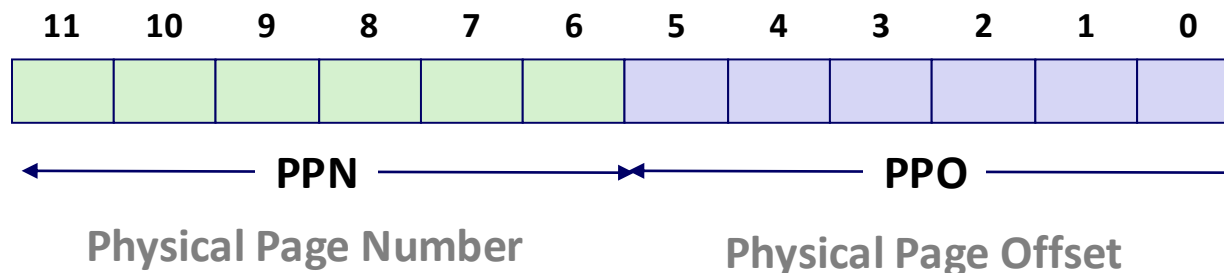 11 10 9 8 7 6 5 4 3 2 1 0
PPN PPO
Physical Page Number Physical Page Offset